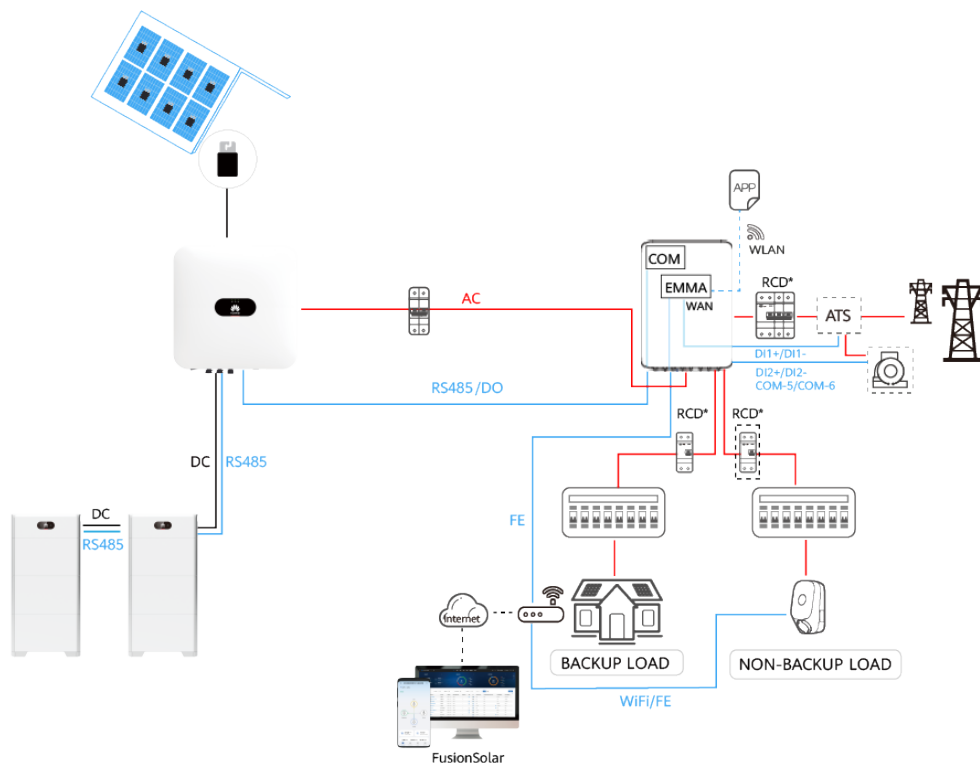 APP
WLAN
COM
EMMA
WAN
RCD*
ATS
AC
DI1+/DI1-
DI2+/DI2-
COM-5/COM-6
RS485/DO
RCD*
RCD*
DC
RS485
DC
RS485
FE
Internet
BACKUP LOAD
NON-BACKUP LOAD
WiFi/FE
FusionSolar